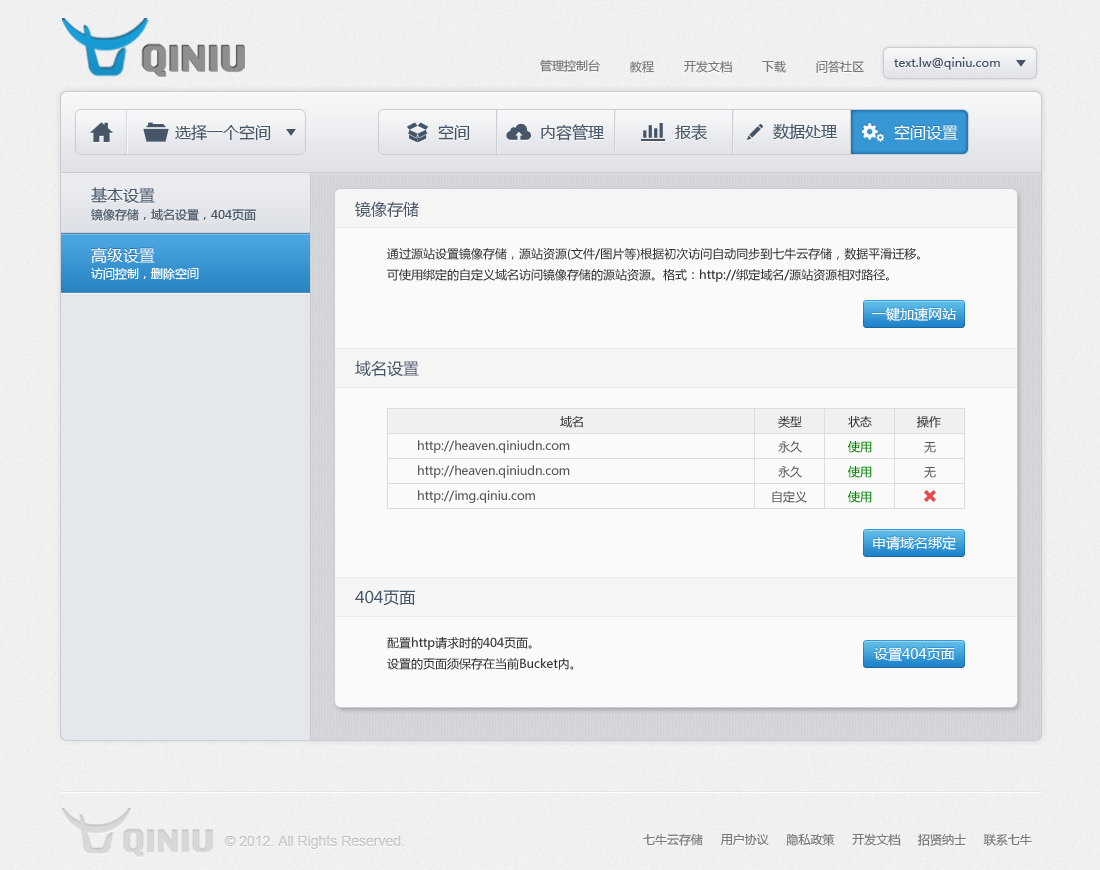 QINIU
管理控制台 教程 开发文档 下载 问答社区 text.lw@qiniu.com
选择一个空间 空间 内容管理 报表 数据处理 空间设置
基本设置
镜像存储，域名设置，404页面
高级设置
访问控制，删除空间
镜像存储
通过源站设置镜像存储，源站资源(文件/图片等)根据初次访问自动同步到七牛云存储，数据平滑迁移。
可使用绑定的自定义域名访问镜像存储的源站资源。格式：http://绑定域名/源站资源相对路径。
一键加速网站
域名设置
域名 类型 状态 操作
http://heaven.qiniudn.com 永久 使用 无
http://heaven.qiniudn.com 永久 使用 无
http://img.qiniu.com 自定义 使用
申请域名绑定
404页面
配置http请求时的404页面。
设置的页面须保存在当前Bucket内。
设置404页面
QINIU © 2012. All Rights Reserved. 七牛云存储 用户协议 隐私政策 开发文档 招贤纳士 联系七牛